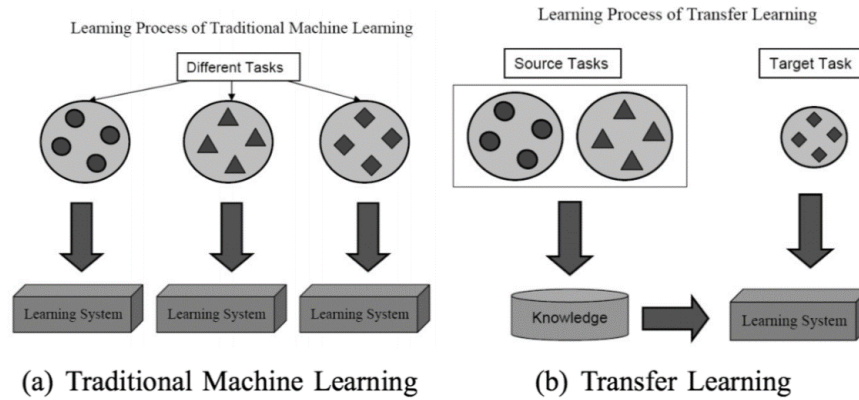 Learning Process of Traditional Machine Learning
Different Tasks
Learning System
Learning System
Learning System
(a) Traditional Machine Learning
Learning Process of Transfer Learning
Source Tasks
Target Task
Knowledge
Learning System
(b) Transfer Learning